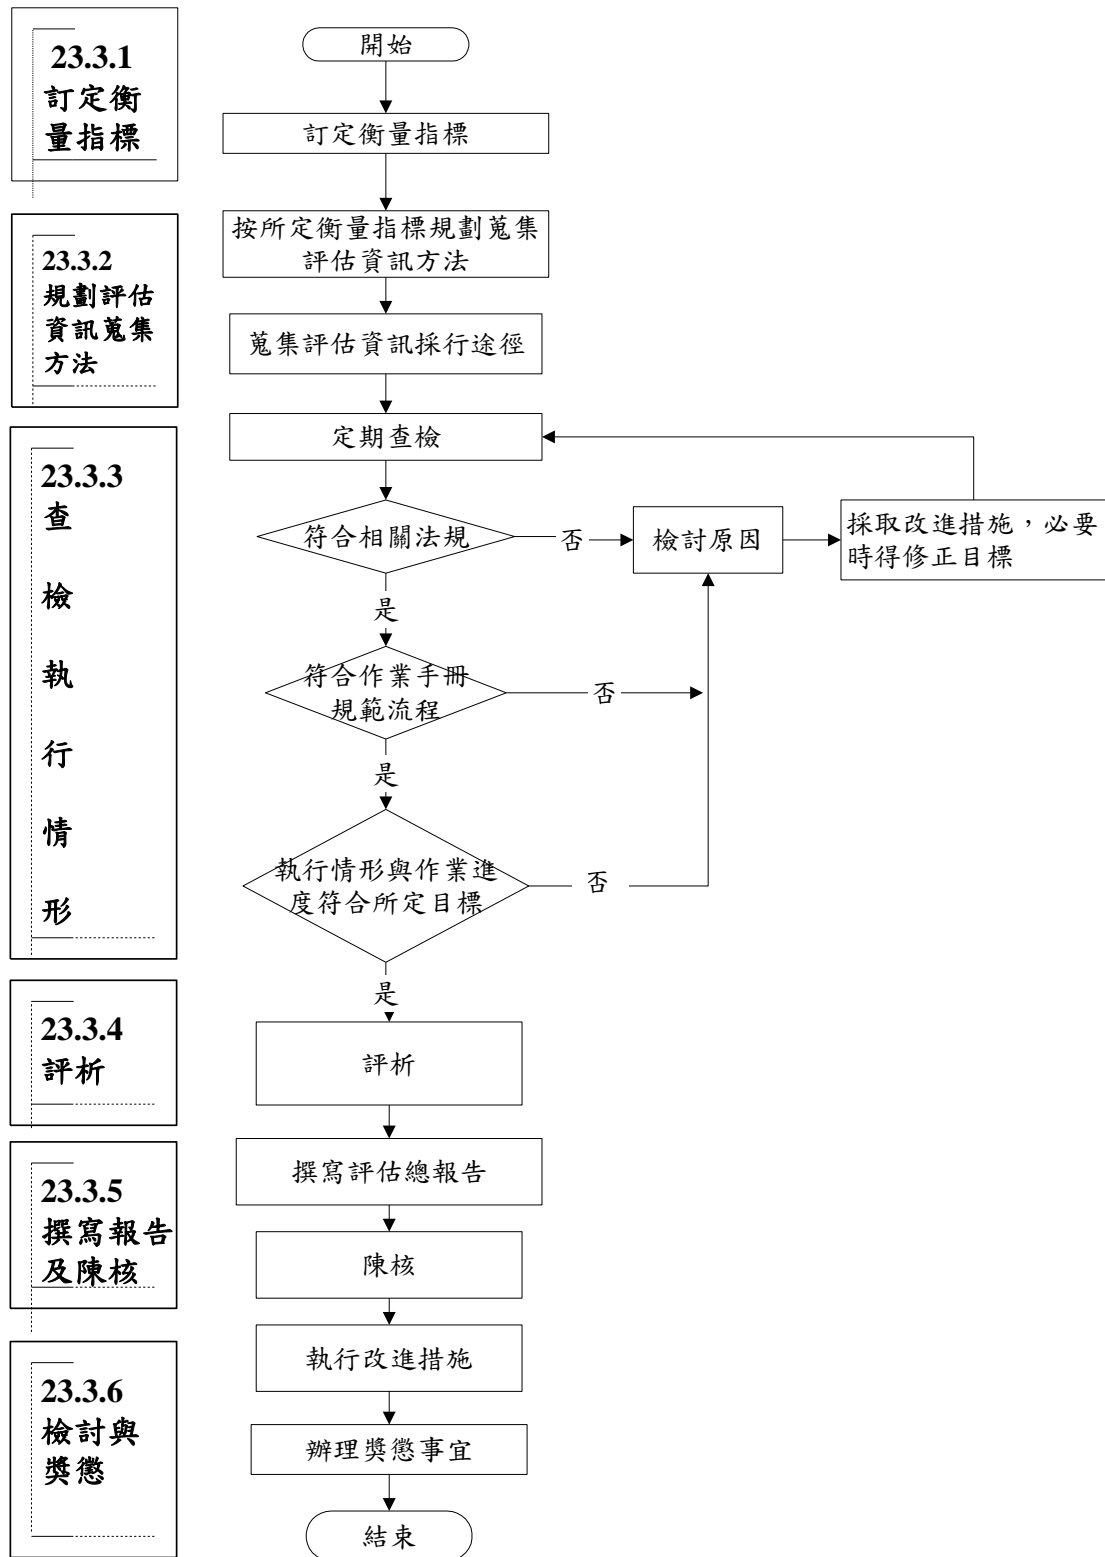 23.3.1
訂定衡
量指標
開始
訂定衡量指標
23.3.2
規劃評估
資訊蒐集
方法
按所定衡量指標規劃蒐集
評估資訊方法
蒐集評估資訊採行途徑
23.3.3
查
檢
執
行
情
形
定期查檢
符合相關法規
否
檢討原因
採取改進措施，必要
時得修正目標
是
符合作業手冊
規範流程
否
是
執行情形與作業進
度符合所定目標
否
是
23.3.4
評析
評析
23.3.5
撰寫報告
及陳核
撰寫評估總報告
陳核
23.3.6
檢討與
獎懲
執行改進措施
辦理獎懲事宜
結束